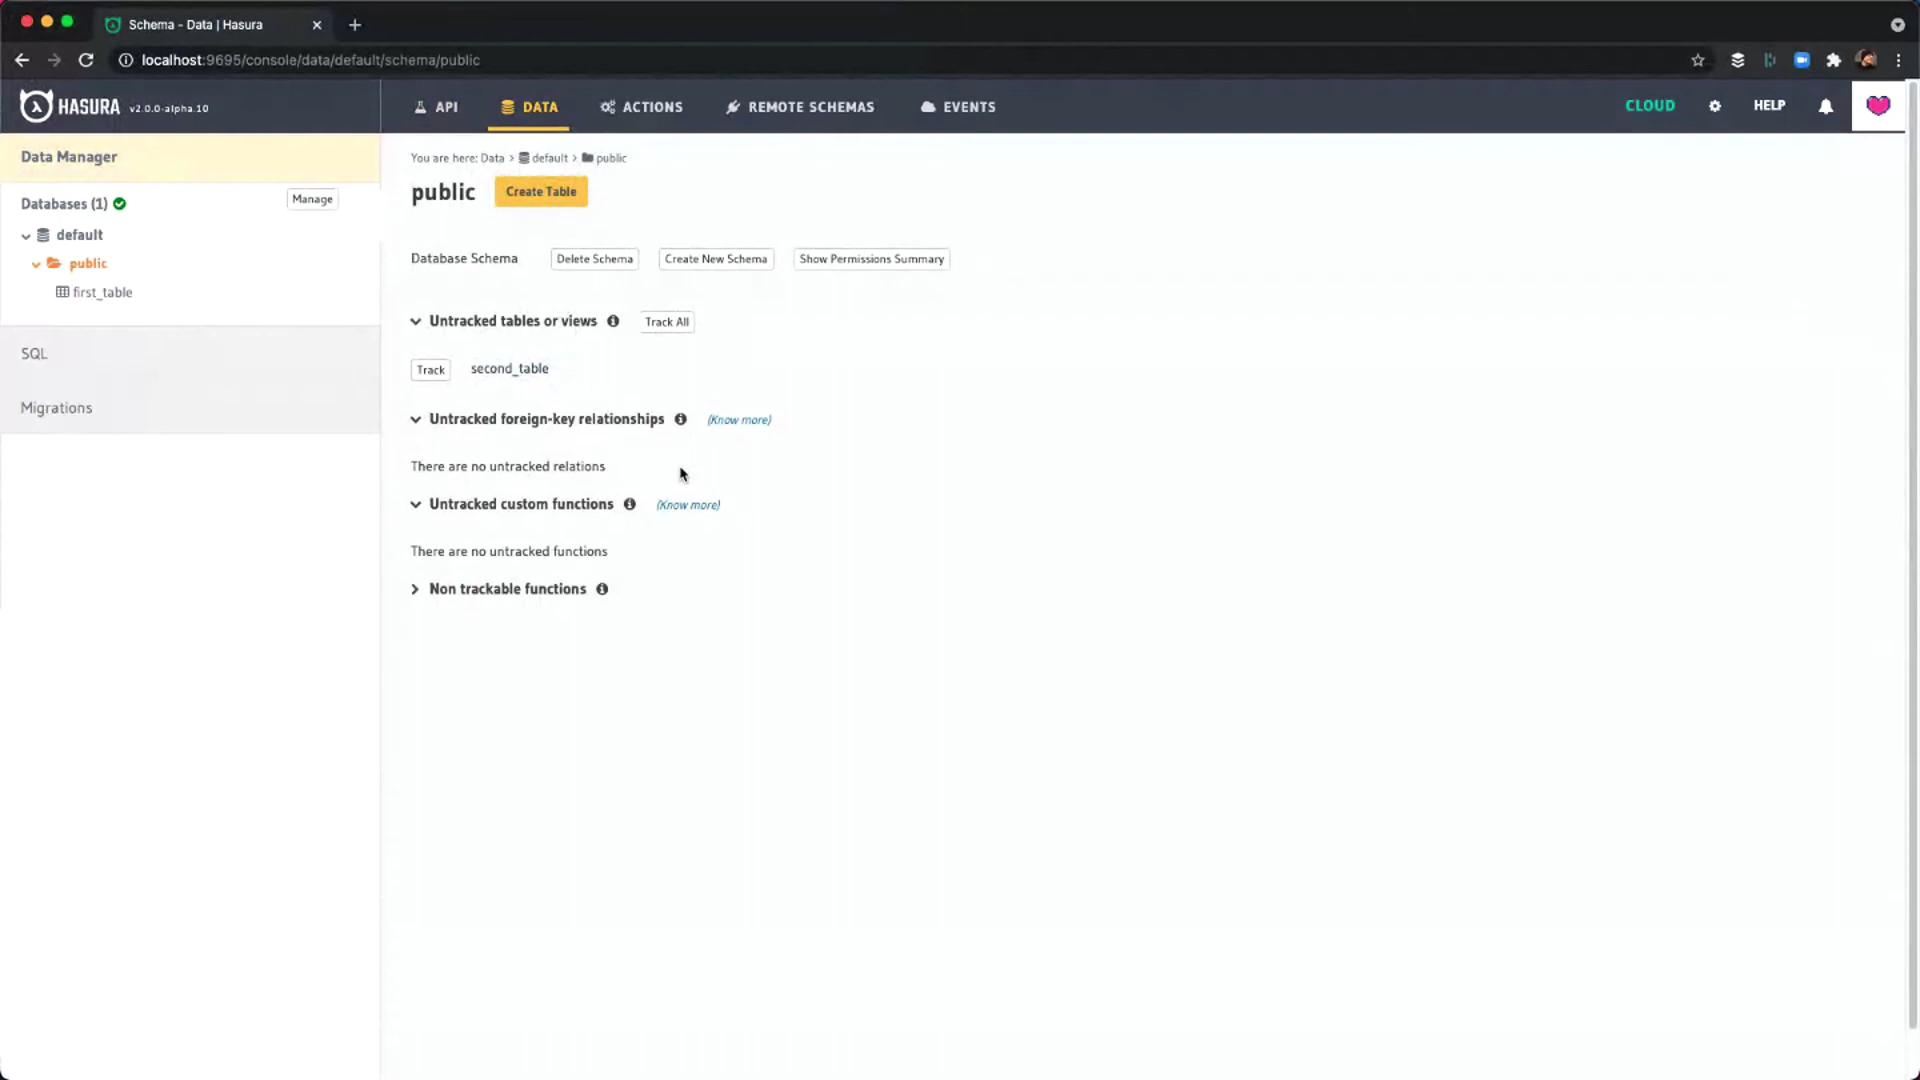 Schema - Data | Hasura
localhost:9695/console/data/default/schema/public
HASURA v2.0.0-alpha.10
API
DATA
ACTIONS
REMOTE SCHEMAS
EVENTS
CLOUD
HELP
Data Manager
Databases (1)
Manage
default
public
first_table
SQL
Migrations
You are here: Data > default > public
public
Create Table
Database Schema
Delete Schema
Create New Schema
Show Permissions Summary
Untracked tables or views
Track All
Track
second_table
Untracked foreign-key relationships
(Know more)
There are no untracked relations
Untracked custom functions
(Know more)
There are no untracked functions
Non trackable functions